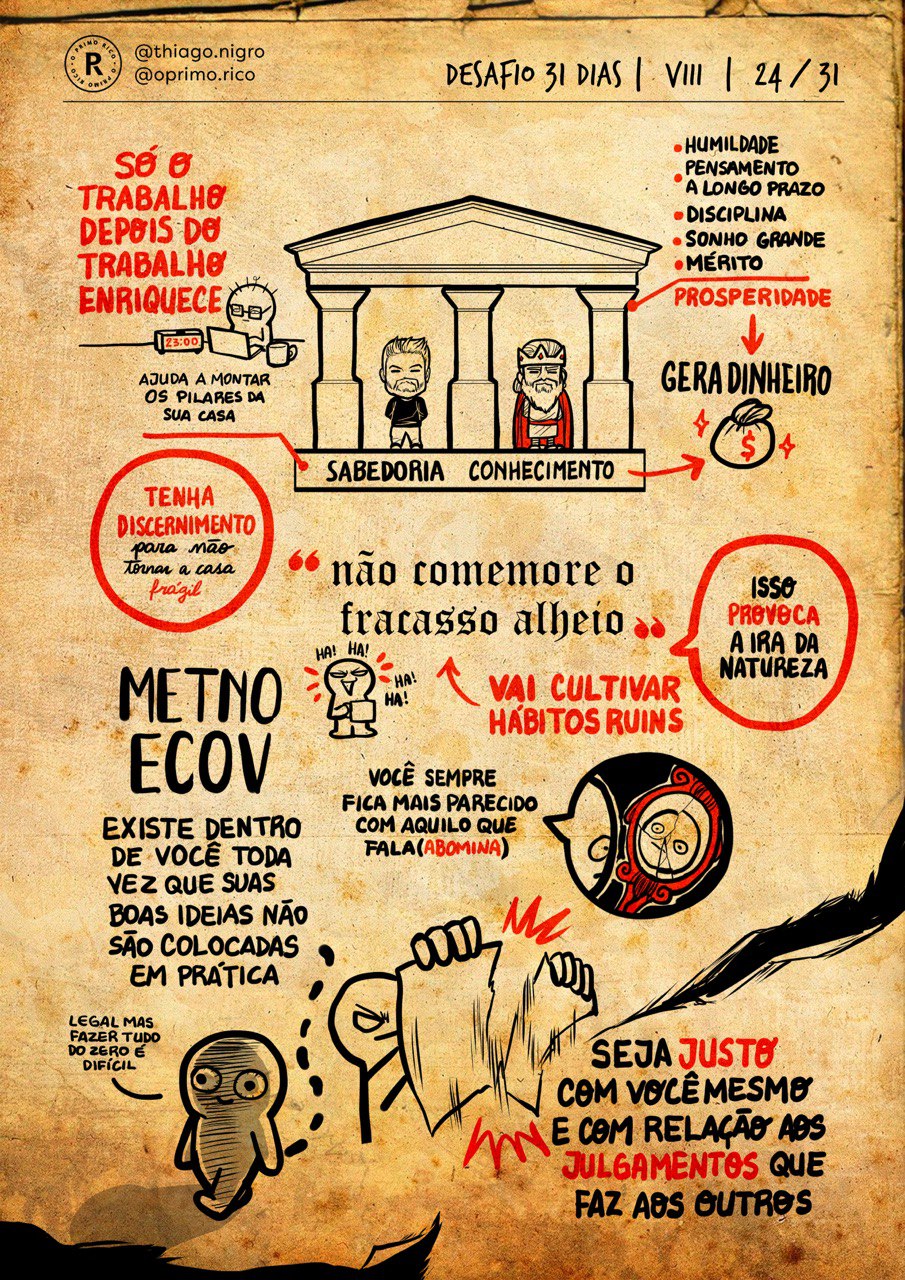 O PRIMO RICO · O PRIMO RICO ·
R
@thiago.nigro
@oprimo.rico
DESAFIO 31 DIAS | VIII | 24 / 31
SÓ O
TRABALHO
DEPOIS DO
TRABALHO
ENRIQUECE
23:00
AJUDA A MONTAR
OS PILARES DA
SUA CASA
HUMILDADE
PENSAMENTO
A LONGO PRAZO
DISCIPLINA
SONHO GRANDE
MÉRITO
PROSPERIDADE
GERA DINHEIRO
$
SABEDORIA CONHECIMENTO
TENHA
DISCERNIMENTO
para não
tornar a casa
frágil
“não comemore o
fracasso alheio”
ISSO
PROVOCA
A IRA DA
NATUREZA
HA! HA!
HA!
HA!
VAI CULTIVAR
HÁBITOS RUINS
METNO
ECOV
EXISTE DENTRO
DE VOCÊ TODA
VEZ QUE SUAS
BOAS IDEIAS NÃO
SÃO COLOCADAS
EM PRÁTICA
VOCÊ SEMPRE
FICA MAIS PARECIDO
COM AQUILO QUE
FALA(ABOMINA)
LEGAL MAS
FAZER TUDO
DO ZERO É
DIFÍCIL
SEJA JUSTO
COM VOCÊ MESMO
E COM RELAÇÃO AOS
JULGAMENTOS QUE
FAZ AOS OUTROS